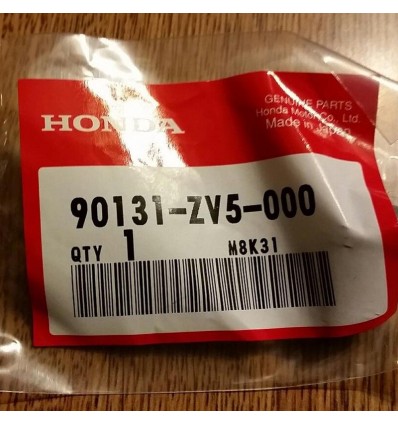 GENUINE PARTS
Honda Motor Co., Ltd.
Made in Japan
HONDA
90131-ZV5-000
QTY 1 M8K31